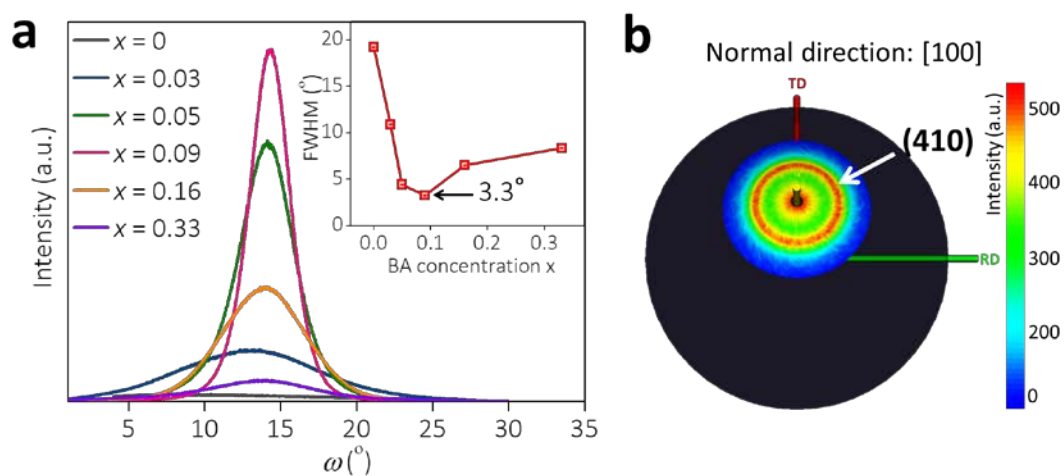 a
x = 0
x = 0.03
x = 0.05
x = 0.09
x = 0.16
x = 0.33
Intensity (a.u.)
5 10 15 20 25 30 35
ω (°)
FWHM (°)
20
15
10
5
0
3.3°
0.0 0.1 0.2 0.3
BA concentration x
b
Normal direction: [100]
TD
(410)
RD
Intensity (a.u.)
500
400
300
200
100
0